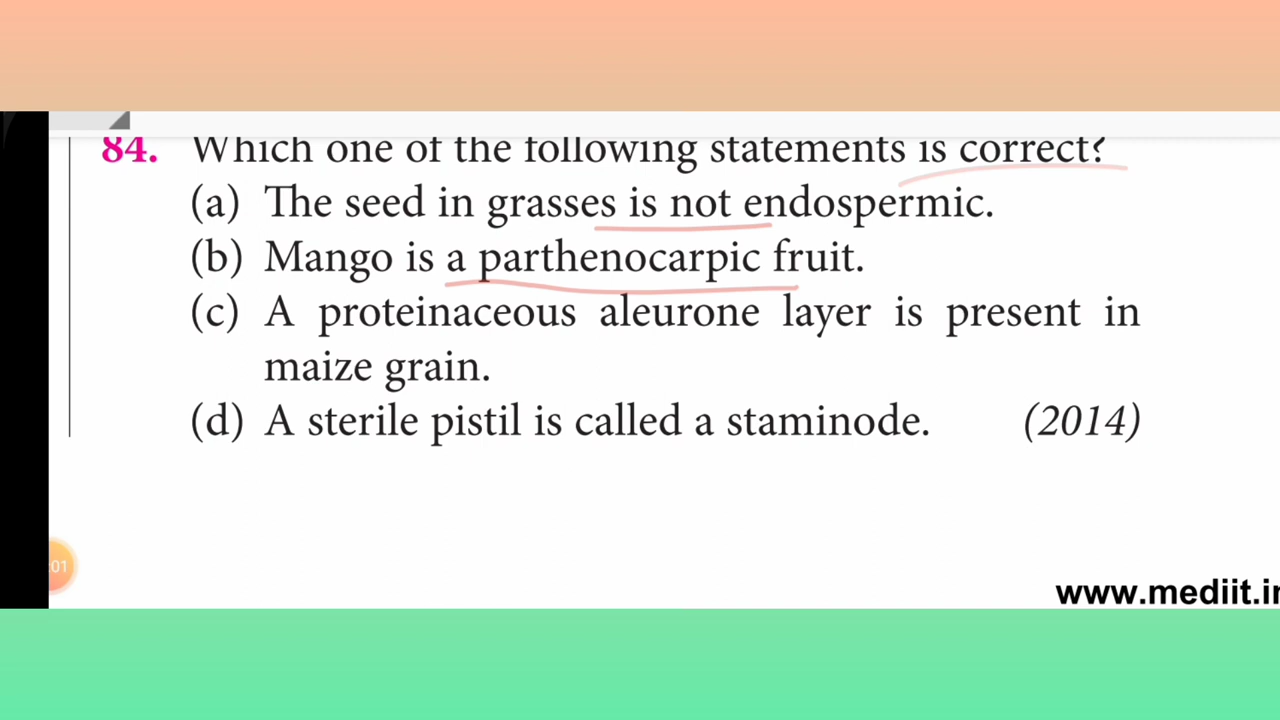 84. Which one of the following statements is correct?
(a) The seed in grasses is not endospermic.
(b) Mango is a parthenocarpic fruit.
(c) A proteinaceous aleurone layer is present in
maize grain.
(d) A sterile pistil is called a staminode. (2014)
:01
www.mediit.in